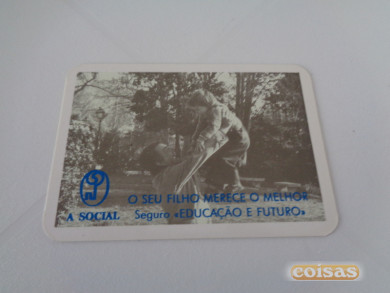 O SEU FILHO MERECE O MELHOR
A SOCIAL Seguro «EDUCAÇÃO E FUTURO»
coisas